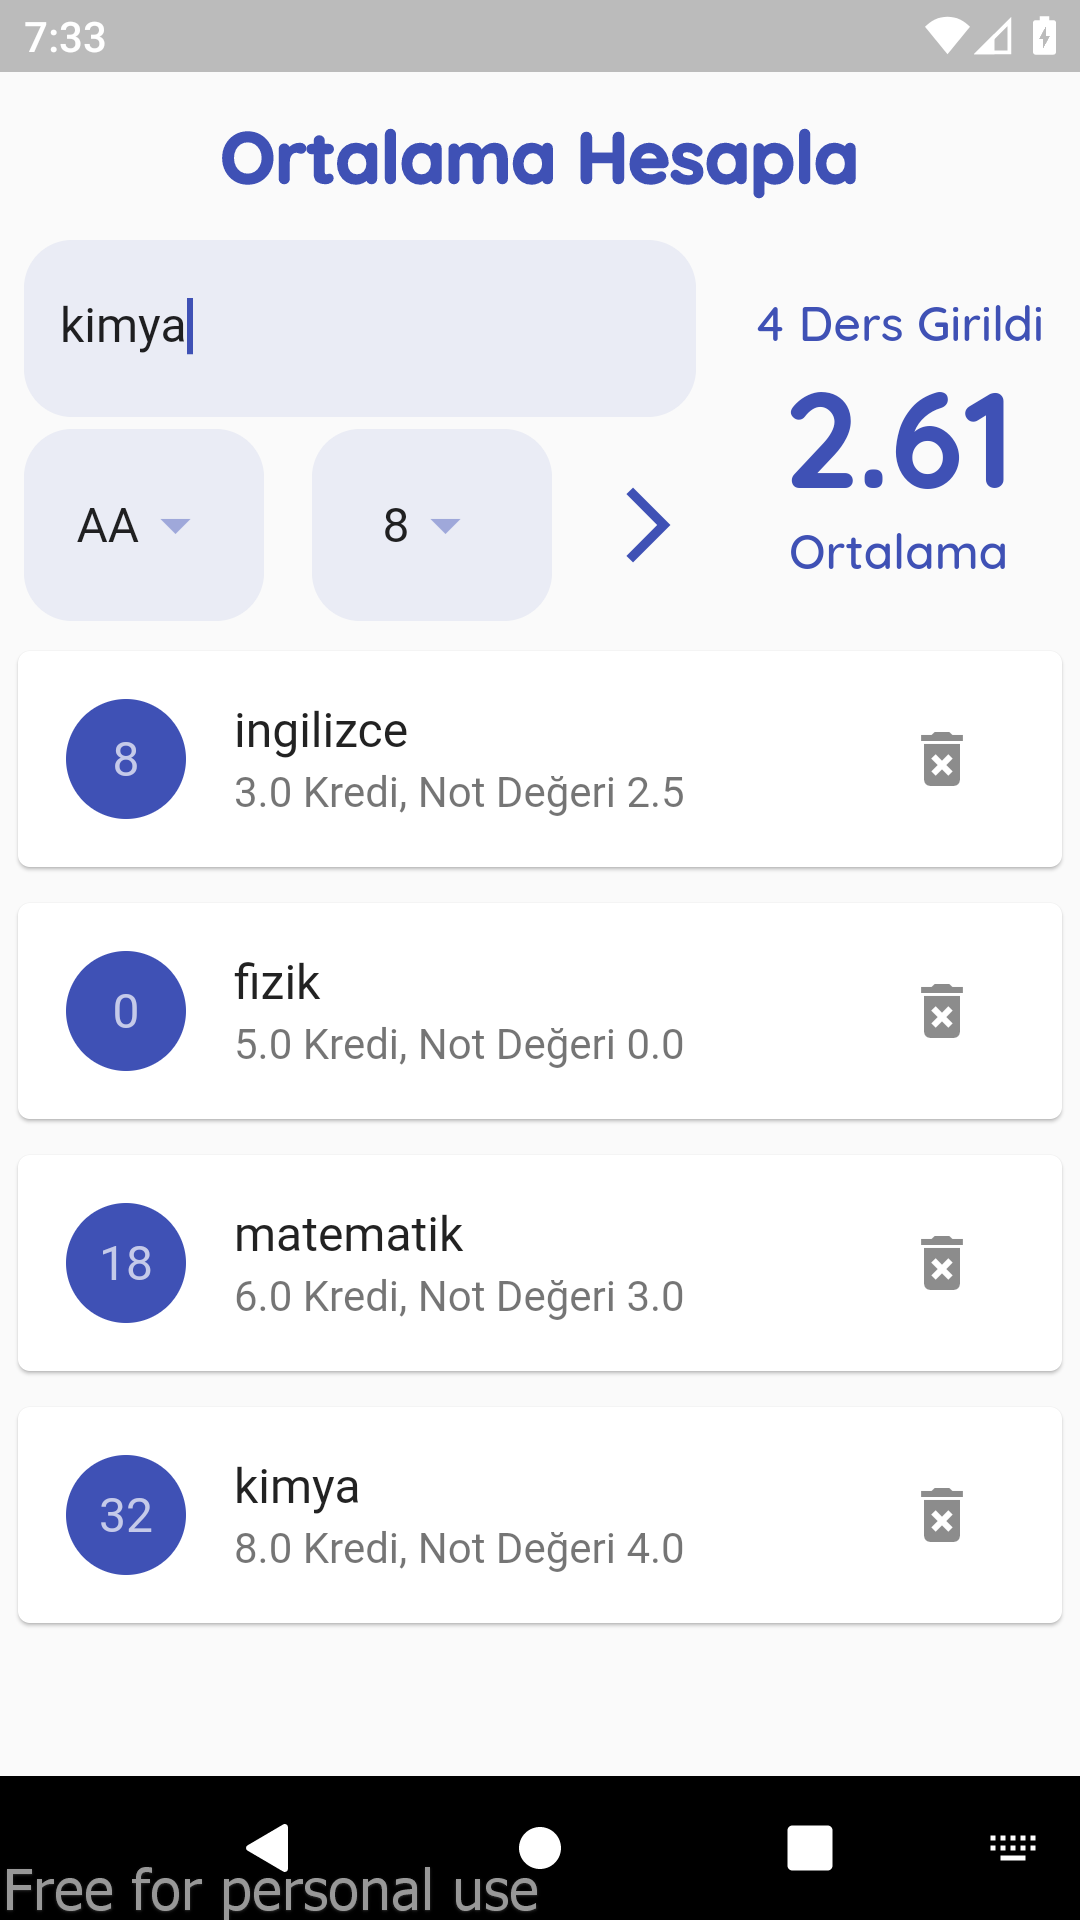 7:33
Ortalama Hesapla
kimya
4 Ders Girildi
2.61
Ortalama
AA
8
8
ingilizce
3.0 Kredi, Not Değeri 2.5
0
fizik
5.0 Kredi, Not Değeri 0.0
18
matematik
6.0 Kredi, Not Değeri 3.0
32
kimya
8.0 Kredi, Not Değeri 4.0
Free for personal use